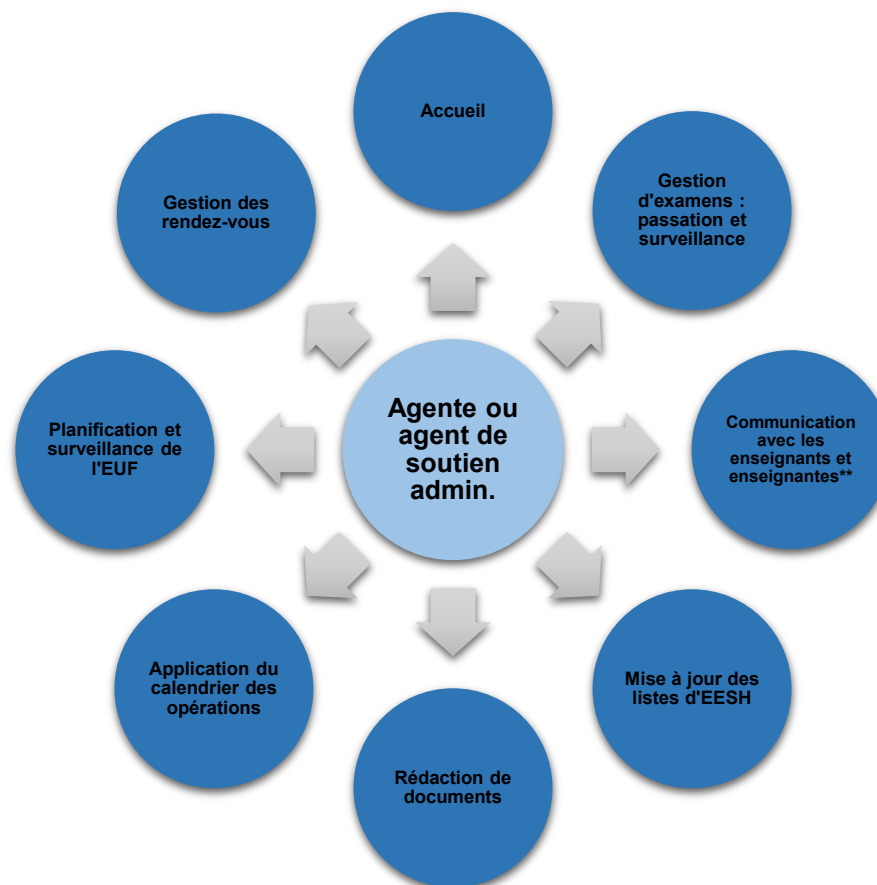 Accueil
Gestion
d'examens :
passation et
surveillance
Communication
avec les
enseignants et
enseignantes**
Mise à jour des
listes d'EESH
Rédaction de
documents
Application du
calendrier des
opérations
Planification et
surveillance de
l'EUF
Gestion des
rendez-vous
Agente ou
agent de
soutien
admin.